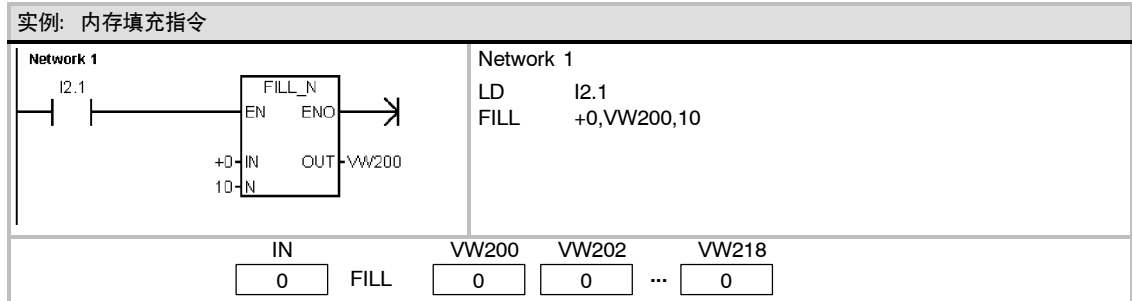 实例: 内存填充指令
Network 1
I2.1
FILL_N
EN ENO
+0 IN OUT VW200
10 N
Network 1
LD I2.1
FILL +0,VW200,10
IN VW200 VW202 VW218
0 FILL 0 0 ... 0